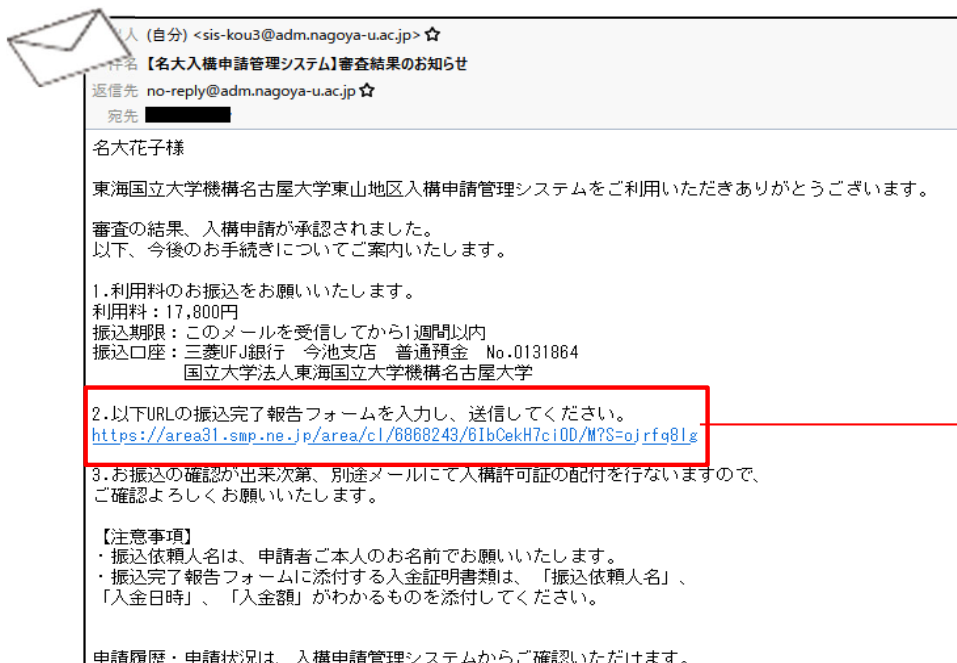 人 (自分) <sis-kou3@adm.nagoya-u.ac.jp>
件名 【名大入構申請管理システム】審査結果のお知らせ
返信先 no-reply@adm.nagoya-u.ac.jp
宛先
名大花子様
東海国立大学機構名古屋大学東山地区入構申請管理システムをご利用いただきありがとうございます。
審査の結果、入構申請が承認されました。
以下、今後のお手続きについてご案内いたします。
1.利用料のお振込をお願いいたします。
利用料：17,800円
振込期限：このメールを受信してから1週間以内
振込口座：三菱UFJ銀行 今池支店 普通預金 No.0131864
国立大学法人東海国立大学機構名古屋大学
2.以下URLの振込完了報告フォームを入力し、送信してください。
https://area31.smp.ne.jp/area/cl/6868243/6IbCekH7ciOD/M?S=ojrfq8lg
3.お振込の確認が出来次第、別途メールにて入構許可証の配付を行ないますので、
ご確認よろしくお願いいたします。
【注意事項】
・振込依頼人名は、申請者ご本人のお名前でお願いいたします。
・振込完了報告フォームに添付する入金証明書類は、「振込依頼人名」、
「入金日時」、「入金額」がわかるものを添付してください。
申請履歴・申請状況は、入構申請管理システムからご確認いただけます。